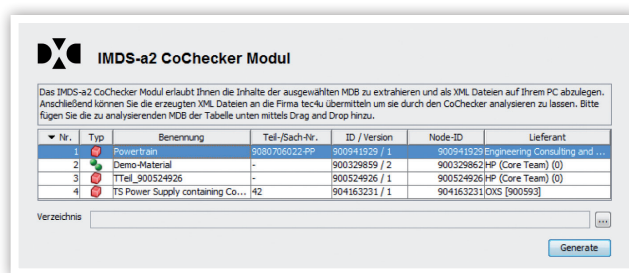 IMDS-a2 CoChecker Modul
Das IMDS-a2 CoChecker Modul erlaubt Ihnen die Inhalte der ausgewählten MDB zu extrahieren und als XML Dateien auf Ihrem PC abzulegen.
Anschließend können Sie die erzeugten XML Dateien an die Firma tec4u übermitteln um sie durch den CoChecker analysieren zu lassen. Bitte
fügen Sie die zu analysierenden MDB der Tabelle unten mittels Drag and Drop hinzu.
Nr. Typ Benennung Teil-/Sach-Nr. ID / Version Node-ID Lieferant
1 Powertrain 9080706022-PP 900941929 / 1 900941929 Engineering Consulting and ...
2 Demo-Material - 900329859 / 2 900329862 HP (Core Team) (0)
3 TTeil_900524926 - 900524926 / 1 900524926 HP (Core Team) (0)
4 TS Power Supply containing Co... 42 904163231 / 1 904163231 OXS [900593]
Verzeichnis ...
Generate